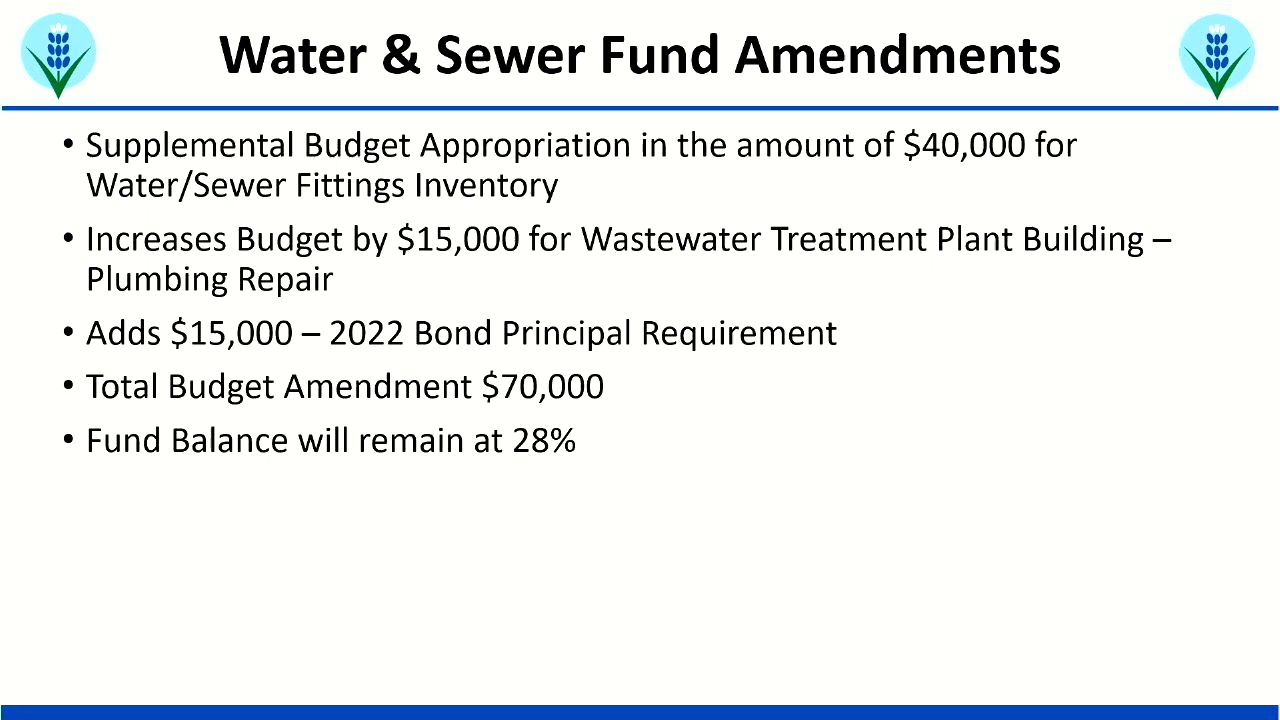 Water & Sewer Fund Amendments
• Supplemental Budget Appropriation in the amount of $40,000 for
Water/Sewer Fittings Inventory
• Increases Budget by $15,000 for Wastewater Treatment Plant Building –
Plumbing Repair
• Adds $15,000 – 2022 Bond Principal Requirement
• Total Budget Amendment $70,000
• Fund Balance will remain at 28%